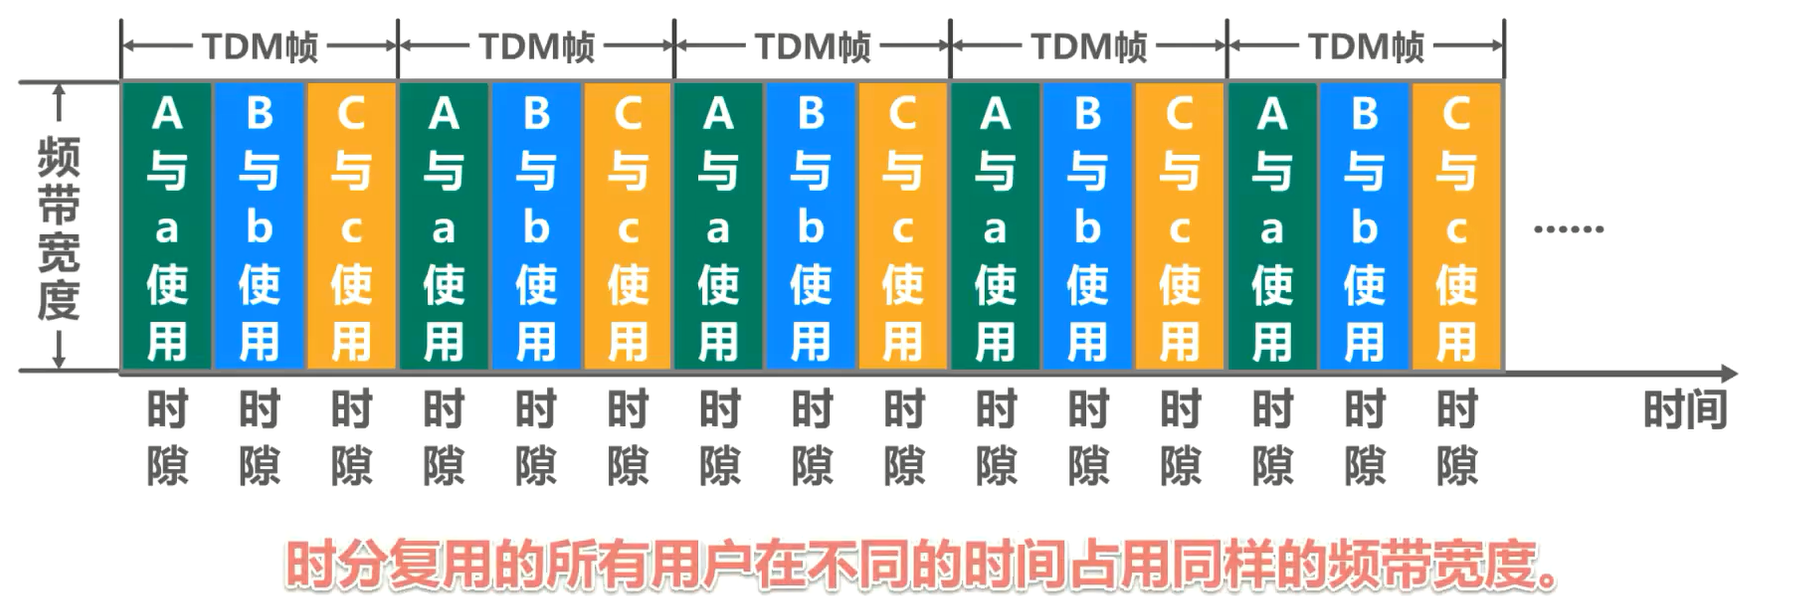 TDM帧 TDM帧 TDM帧 TDM帧 TDM帧
频带宽度
A与a使用
B与b使用
C与c使用
A与a使用
B与b使用
C与c使用
A与a使用
B与b使用
C与c使用
A与a使用
B与b使用
C与c使用
A与a使用
B与b使用
C与c使用
......
时隙 时隙 时隙 时隙 时隙 时隙 时隙 时隙 时隙 时隙 时隙 时隙 时隙 时隙 时隙
时间
时分复用的所有用户在不同的时间占用同样的频带宽度。